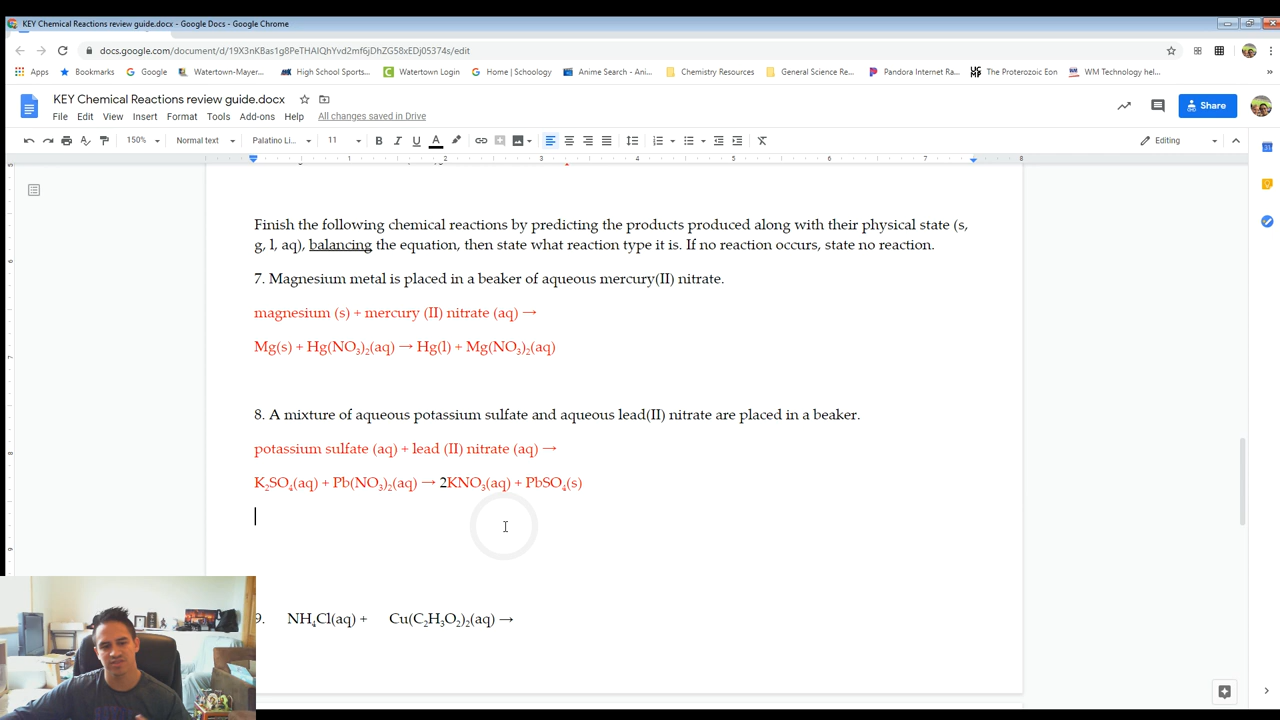 KEY Chemical Reactions review guide.docx - Google Docs - Google Chrome
docs.google.com/document/d/19X3nKBas1g8PeTHAIQhYvd2mf6jDhZG58xEDj05374s/edit
Apps Bookmarks Google Watertown-Mayer... High School Sports... Watertown Login Home | Schoology Anime Search - Ani... Chemistry Resources General Science Re... Pandora Internet Ra... The Proterozoic Eon WM Technology hel...
KEY Chemical Reactions review guide.docx
Share
File Edit View Insert Format Tools Add-ons Help All changes saved in Drive
150% Normal text Palatino Li... 11 B I U A Editing
1 2 3 4 5 6 7 8
Finish the following chemical reactions by predicting the products produced along with their physical state (s,
g, l, aq), balancing the equation, then state what reaction type it is. If no reaction occurs, state no reaction.
7. Magnesium metal is placed in a beaker of aqueous mercury(II) nitrate.
magnesium (s) + mercury (II) nitrate (aq) →
Mg(s) + Hg(NO₃)₂(aq) → Hg(l) + Mg(NO₃)₂(aq)
8. A mixture of aqueous potassium sulfate and aqueous lead(II) nitrate are placed in a beaker.
potassium sulfate (aq) + lead (II) nitrate (aq) →
K₂SO₄(aq) + Pb(NO₃)₂(aq) → 2KNO₃(aq) + PbSO₄(s)
9. NH₄Cl(aq) + Cu(C₂H₃O₂)₂(aq) →